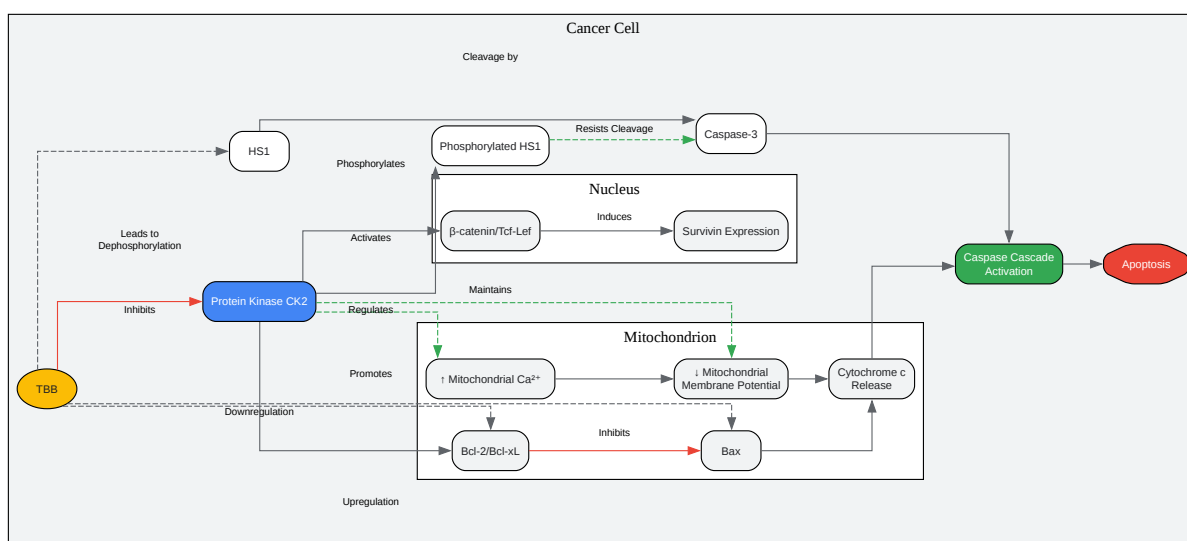 Cancer Cell
Cleavage by
Resists Cleavage
Caspase-3
HS1
Phosphorylated HS1
Phosphorylates
Nucleus
Induces
β-catenin/Tcf-Lef
Survivin Expression
Leads to
Dephosphorylation
Activates
Caspase Cascade
Activation
Apoptosis
Maintains
Protein Kinase CK2
Inhibits
Regulates
Mitochondrion
Promotes
↑ Mitochondrial Ca²⁺
↓ Mitochondrial
Membrane Potential
Cytochrome c
Release
TBB
Downregulation
Inhibits
Bcl-2/Bcl-xL
Bax
Upregulation